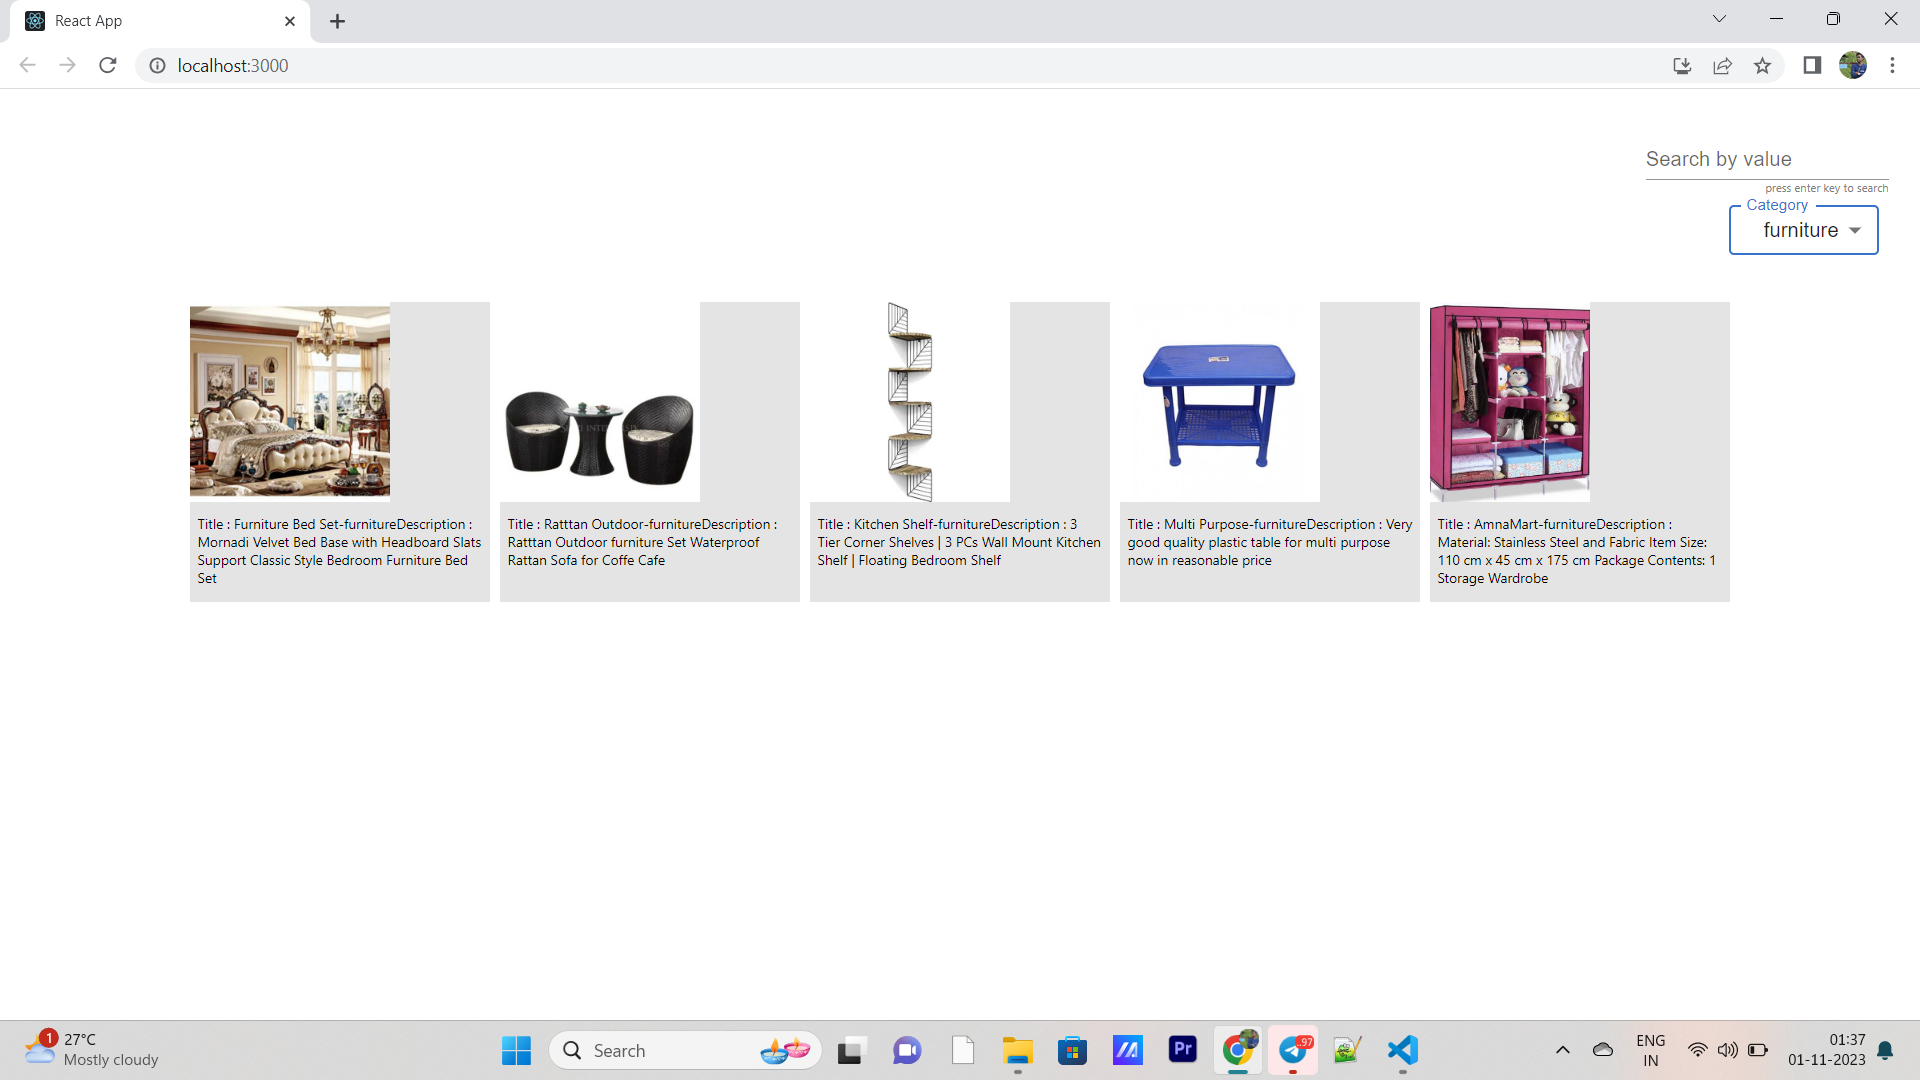 React App
localhost:3000
Search by value
press enter key to search
Category
furniture
Title : Furniture Bed Set-furnitureDescription :
Mornadi Velvet Bed Base with Headboard Slats
Support Classic Style Bedroom Furniture Bed
Set
Title : Ratttan Outdoor-furnitureDescription :
Ratttan Outdoor furniture Set Waterproof
Rattan Sofa for Coffe Cafe
Title : Kitchen Shelf-furnitureDescription : 3
Tier Corner Shelves | 3 PCs Wall Mount Kitchen
Shelf | Floating Bedroom Shelf
Title : Multi Purpose-furnitureDescription : Very
good quality plastic table for multi purpose
now in reasonable price
Title : AmnaMart-furnitureDescription :
Material: Stainless Steel and Fabric Item Size:
110 cm x 45 cm x 175 cm Package Contents: 1
Storage Wardrobe
1
27°C
Mostly cloudy
Search
Pr
..97
ENG
IN
01:37
01-11-2023